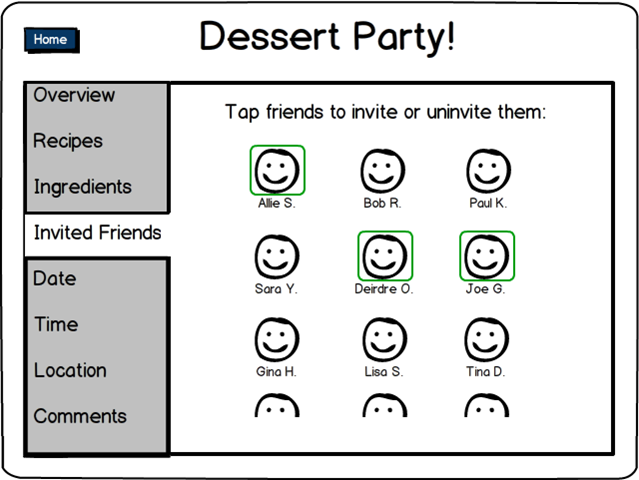 Home
Dessert Party!
Overview
Recipes
Ingredients
Invited Friends
Date
Time
Location
Comments
Tap friends to invite or uninvite them:
Allie S.
Bob R.
Paul K.
Sara Y.
Deirdre O.
Joe G.
Gina H.
Lisa S.
Tina D.